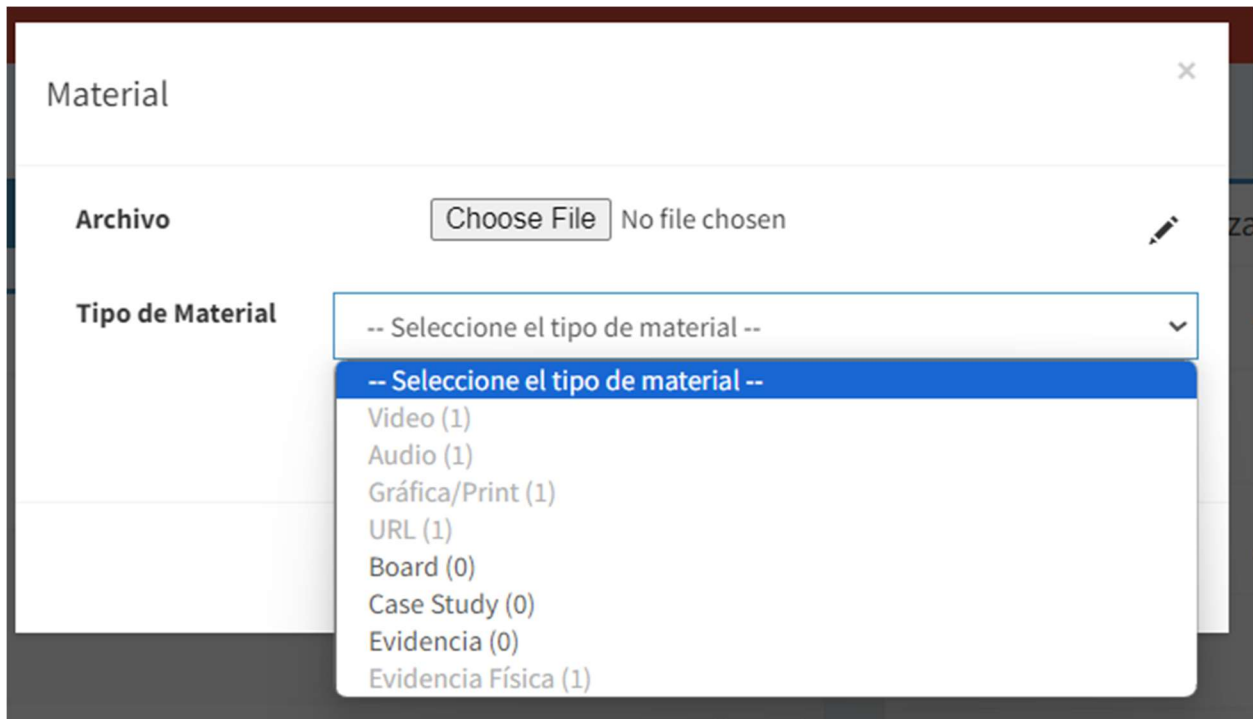 Material
×
Archivo
Choose File No file chosen
za
Tipo de Material
-- Seleccione el tipo de material --
-- Seleccione el tipo de material --
Video (1)
Audio (1)
Gráfica/Print (1)
URL (1)
Board (0)
Case Study (0)
Evidencia (0)
Evidencia Física (1)